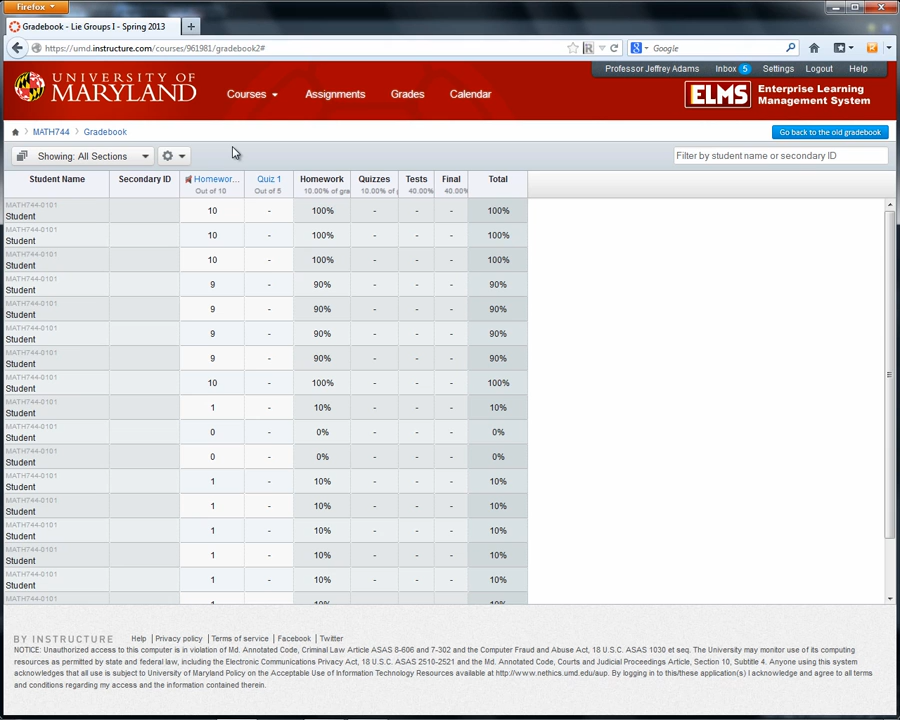 Firefox
Gradebook - Lie Groups I - Spring 2013
https://umd.instructure.com/courses/961981/gradebook2#
Google
UNIVERSITY OF
MARYLAND
Courses
Assignments
Grades
Calendar
Professor Jeffrey Adams
Inbox 5
Settings
Logout
Help
ELMS
Enterprise Learning
Management System
MATH744
Gradebook
Go back to the old gradebook
Showing: All Sections
Filter by student name or secondary ID
Student Name Secondary ID Homewor... Quiz 1 Homework Quizzes Tests Final Total
Out of 10 Out of 5 10.00% of gra 10.00% of 40.00% 40.00%
MATH744-0101
Student 10 - 100% - - - 100%
MATH744-0101
Student 10 - 100% - - - 100%
MATH744-0101
Student 10 - 100% - - - 100%
MATH744-0101
Student 9 - 90% - - - 90%
MATH744-0101
Student 9 - 90% - - - 90%
MATH744-0101
Student 9 - 90% - - - 90%
MATH744-0101
Student 9 - 90% - - - 90%
MATH744-0101
Student 10 - 100% - - - 100%
MATH744-0101
Student 1 - 10% - - - 10%
MATH744-0101
Student 0 - 0% - - - 0%
MATH744-0101
Student 0 - 0% - - - 0%
MATH744-0101
Student 1 - 10% - - - 10%
MATH744-0101
Student 1 - 10% - - - 10%
MATH744-0101
Student 1 - 10% - - - 10%
MATH744-0101
Student 1 - 10% - - - 10%
MATH744-0101
Student 1 - 10% - - - 10%
MATH744-0101
BY INSTRUCTURE Help | Privacy policy | Terms of service | Facebook | Twitter
NOTICE: Unauthorized access to this computer is in violation of Md. Annotated Code, Criminal Law Article ASAS 8-606 and 7-302 and the Computer Fraud and Abuse Act, 18 U.S.C. ASAS 1030 et seq. The University may monitor use of its computing
resources as permitted by state and federal law, including the Electronic Communications Privacy Act, 18 U.S.C. ASAS 2510-2521 and the Md. Annotated Code, Courts and Judicial Proceedings Article, Section 10, Subtitle 4. Anyone using this system
acknowledges that all use is subject to University of Maryland Policy on the Acceptable Use of Information Technology Resources available at http://www.nethics.umd.edu/aup. By logging in to this/these application(s) I acknowledge and agree to all terms
and conditions regarding my access and the information contained therein.